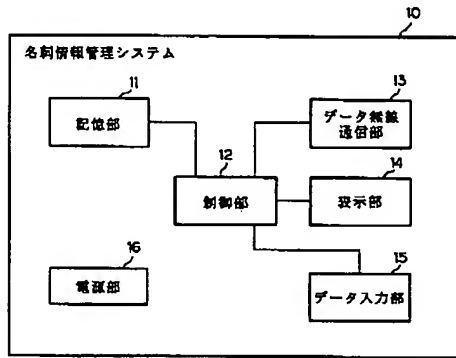 10
名刺情報管理システム
11
記憶部
12
制御部
13
データ無線
通信部
14
表示部
15
データ入力部
16
電源部